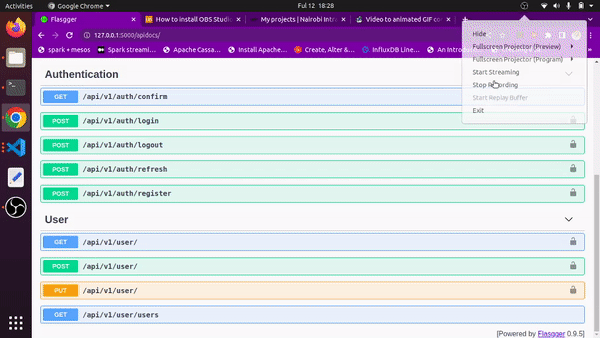 Activities
Google Chrome
Ful 12 18:28
Flasgger
How to install OBS Studio
My projects | Nairobi Intra
Video to animated GIF con
127.0.0.1:5000/apidocs/
spark + mesos
Spark streami...
Apache Cassa...
Install Apache...
Create, Alter &...
InfluxDB Line...
An Introdu
Hide
Fullscreen Projector (Preview)
Fullscreen Projector (Program)
Start Streaming
Stop Recording
Start Replay Buffer
Exit
Authentication
GET /api/v1/auth/confirm
POST /api/v1/auth/login
POST /api/v1/auth/logout
POST /api/v1/auth/refresh
POST /api/v1/auth/register
User
GET /api/v1/user/
POST /api/v1/user/
PUT /api/v1/user/
GET /api/v1/user/users
[Powered by Flasgger 0.9.5]